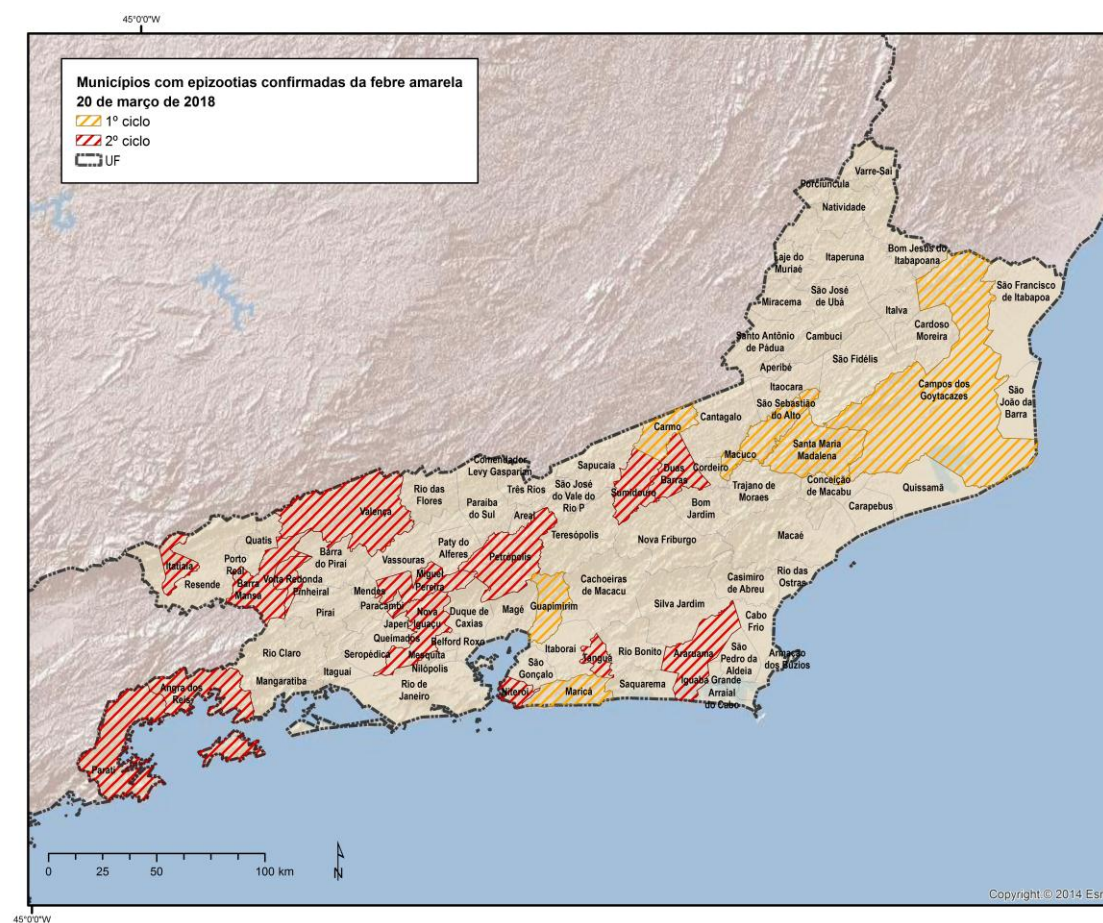 45°0'0"W
Municípios com epizootias confirmadas da febre amarela
20 de março de 2018
1º ciclo
2º ciclo
UF
Varre-Sai
Porciúncula
Natividade
Bom Jesus do
Itabapoana
Laje do
Muriaé
Itaperuna
São Francisco
de Itabapoa
São José
de Ubá
Miracema
Italva
Cardoso
Moreira
Santo Antônio
de Pádua
Cambuci
São Fidélis
Aperibé
Itaocara
Campos dos
Goytacazes
São
João da
Barra
São Sebastião
do Alto
Cantagalo
Carmo
Santa Maria
Madalena
Macuco
Cordeiro
Duas
Barras
Sumidouro
Sapucaia
Comendador
Levy Gasparian
Trajano de
Moraes
Conceição
de Macabu
Quissamã
Carapebus
Bom
Jardim
São José
do Vale do
Rio P
Três Rios
Areal
Rio das
Flores
Paraiba
do Sul
Valença
Teresópolis
Nova Friburgo
Macaé
Quatis
Barra
do Piraí
Vassouras
Paty do
Alferes
Petrópolis
Itatiaia
Porto
Real
Resende
Barra
Mansa
Volta Redonda
Pinheiral
Mendes
Miguel
Pereira
Paracambi
Piraí
Japeri
Nova
Iguaçu
Duque de
Caxias
Magé
Guapimirim
Cachoeiras
de Macacu
Silva Jardim
Casimiro
de Abreu
Rio das
Ostras
Cabo
Frio
Queimados
Belford Roxo
Seropédica
Mesquita
Nilópolis
Itaboraí
Rio Bonito
Tanguá
Araruama
São
Pedro da
Aldeia
Armação
dos Búzios
Rio Claro
Itaguaí
Mangaratiba
Rio de
Janeiro
São
Gonçalo
Niterói
Maricá
Saquarema
Iguaba Grande
Arraial
do Cabo
Angra dos
Reis
Parati
0 25 50 100 km
N
Copyright © 2014 Esr
45°0'0"W